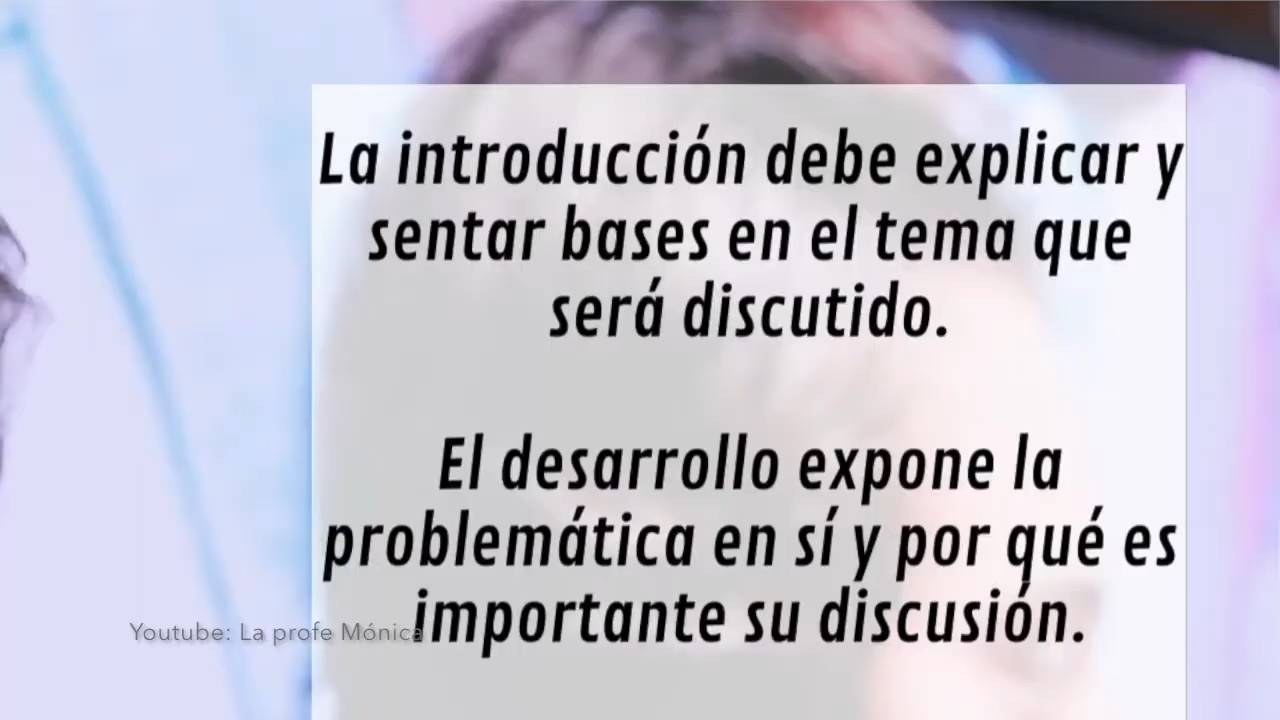 La introducción debe explicar y
sentar bases en el tema que
será discutido.
El desarrollo expone la
problemática en sí y por qué es
importante su discusión.
Youtube: La profe Mónica